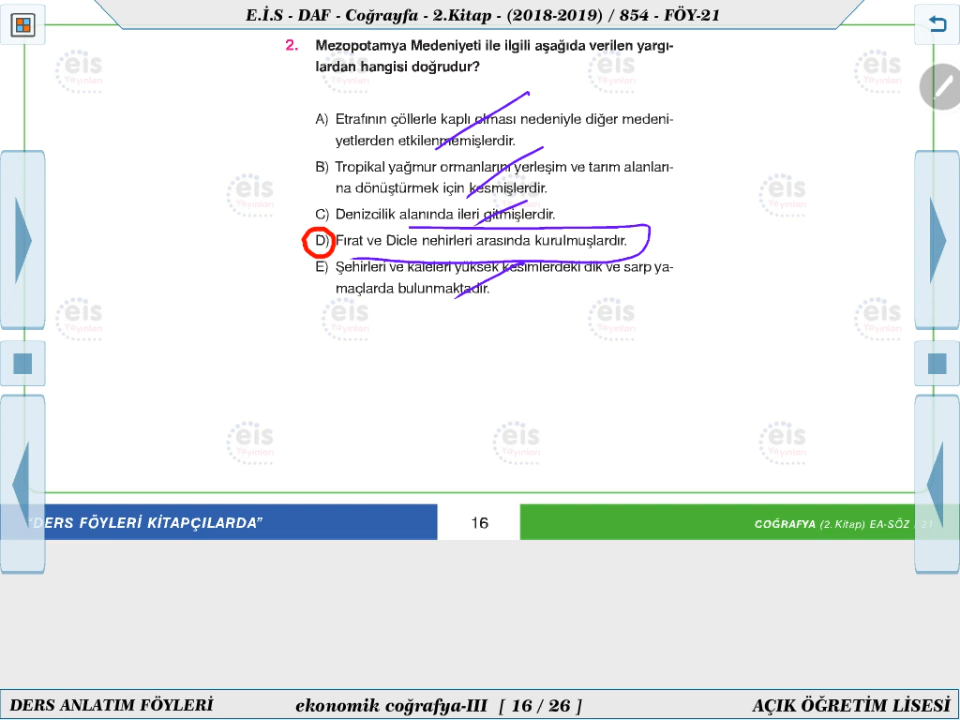 E.İ.S - DAF - Coğrayfa - 2.Kitap - (2018-2019) / 854 - FÖY-21
2. Mezopotamya Medeniyeti ile ilgili aşağıda verilen yargı-
lardan hangisi doğrudur?
A) Etrafının çöllerle kaplı olması nedeniyle diğer medeni-
yetlerden etkilenmemişlerdir.
B) Tropikal yağmur ormanlarını yerleşim ve tarım alanları-
na dönüştürmek için kesmişlerdir.
C) Denizcilik alanında ileri gitmişlerdir.
D) Fırat ve Dicle nehirleri arasında kurulmuşlardır.
E) Şehirleri ve kaleleri yüksek kesimlerdeki dik ve sarp ya-
maçlarda bulunmaktadır.
eis Yayınları
"DERS FÖYLERİ KİTAPÇILARDA"
16
COĞRAFYA (2. Kitap) EA-SÖZ / 21
DERS ANLATIM FÖYLERİ
ekonomik coğrafya-III [ 16 / 26 ]
AÇIK ÖĞRETİM LİSESİ